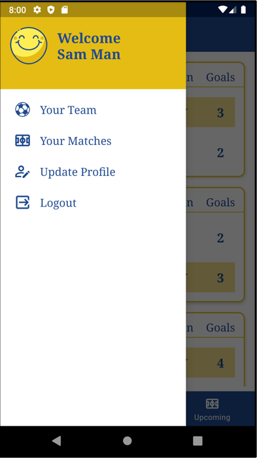 8:00
Welcome
Sam Man
Your Team
Your Matches
Update Profile
Logout
n Goals
3
2
n Goals
2
3
n Goals
4
Upcoming